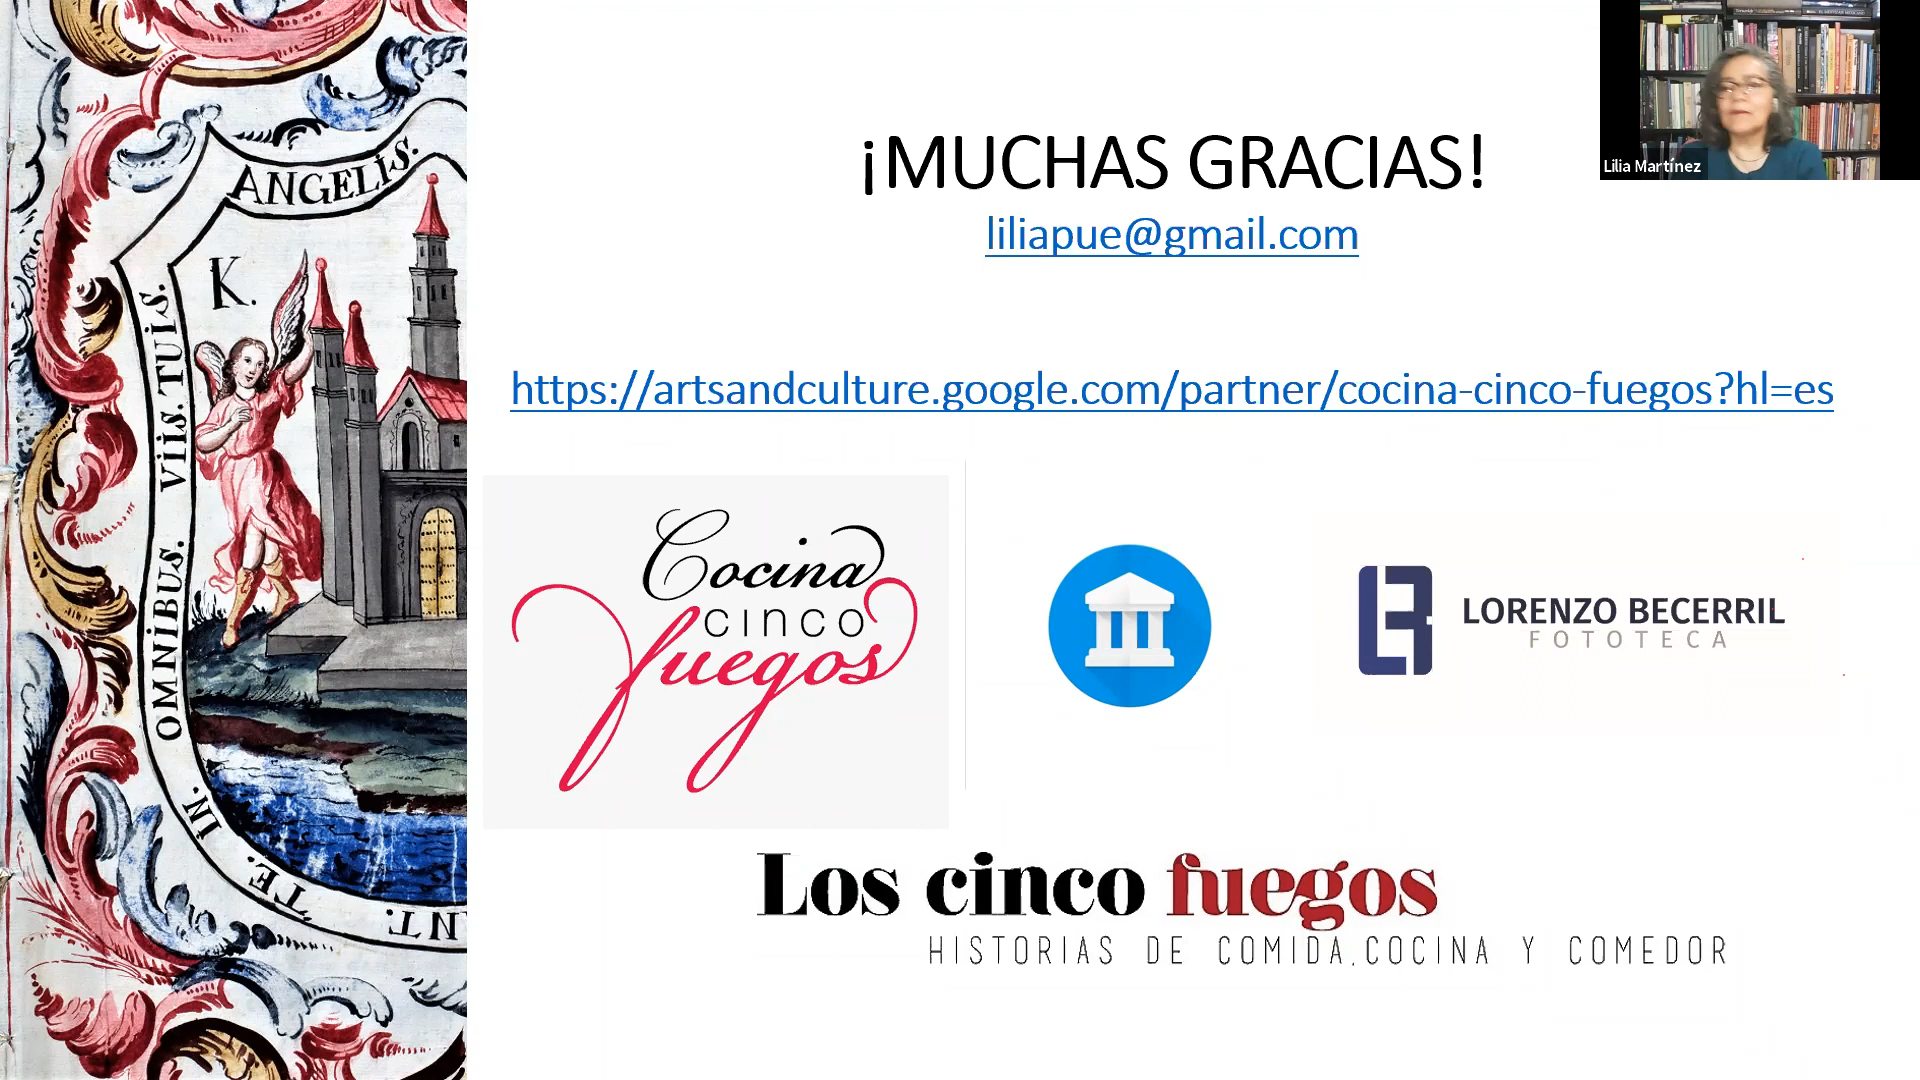 ¡MUCHAS GRACIAS!
liliapue@gmail.com
https://artsandculture.google.com/partner/cocina-cinco-fuegos?hl=es
Cocina
CINCO
fuegos
LORENZO BECERRIL
FOTOTECA
Los cinco fuegos
HISTORIAS DE COMIDA,COCINA Y COMEDOR
Lilia Martínez
ANGELIS.
K.
OMNIBUS. VIIS. TUIS.
IN.
TE.
NT.